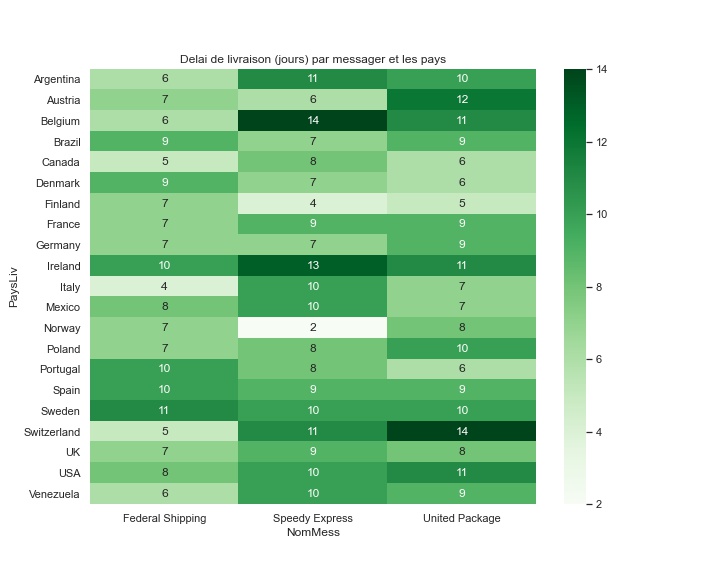 Delai de livraison (jours) par messager et les pays
Argentina 6 11 10
Austria 7 6 12
Belgium 6 14 11
Brazil 9 7 9
Canada 5 8 6
Denmark 9 7 6
Finland 7 4 5
France 7 9 9
Germany 7 7 9
Ireland 10 13 11
Italy 4 10 7
Mexico 8 10 7
Norway 7 2 8
Poland 7 8 10
Portugal 10 8 6
Spain 10 9 9
Sweden 11 10 10
Switzerland 5 11 14
UK 7 9 8
USA 8 10 11
Venezuela 6 10 9
PaysLiv
Federal Shipping Speedy Express United Package
NomMess
14
12
10
8
6
4
2